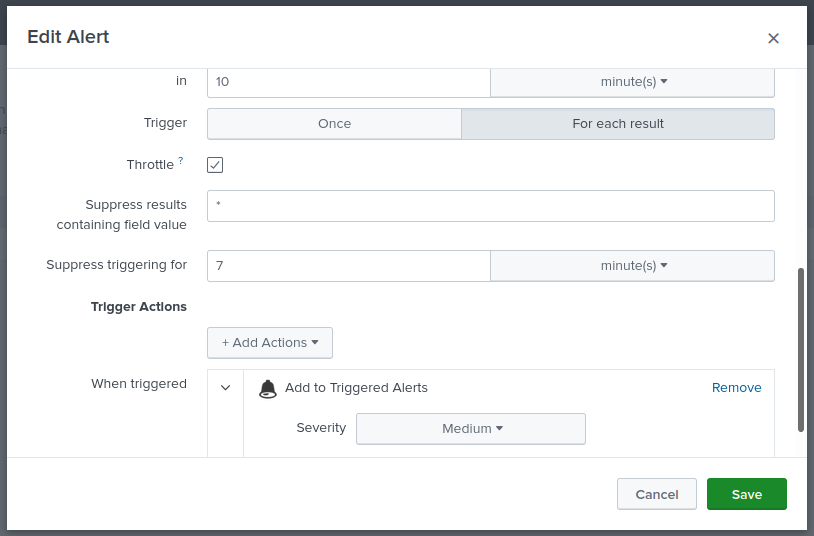 Edit Alert
×
in 10 minute(s)
Trigger Once For each result
Throttle ?
Suppress results
containing field value
*
Suppress triggering for 7 minute(s)
Trigger Actions
+ Add Actions
When triggered Add to Triggered Alerts Remove
Severity Medium
Cancel Save